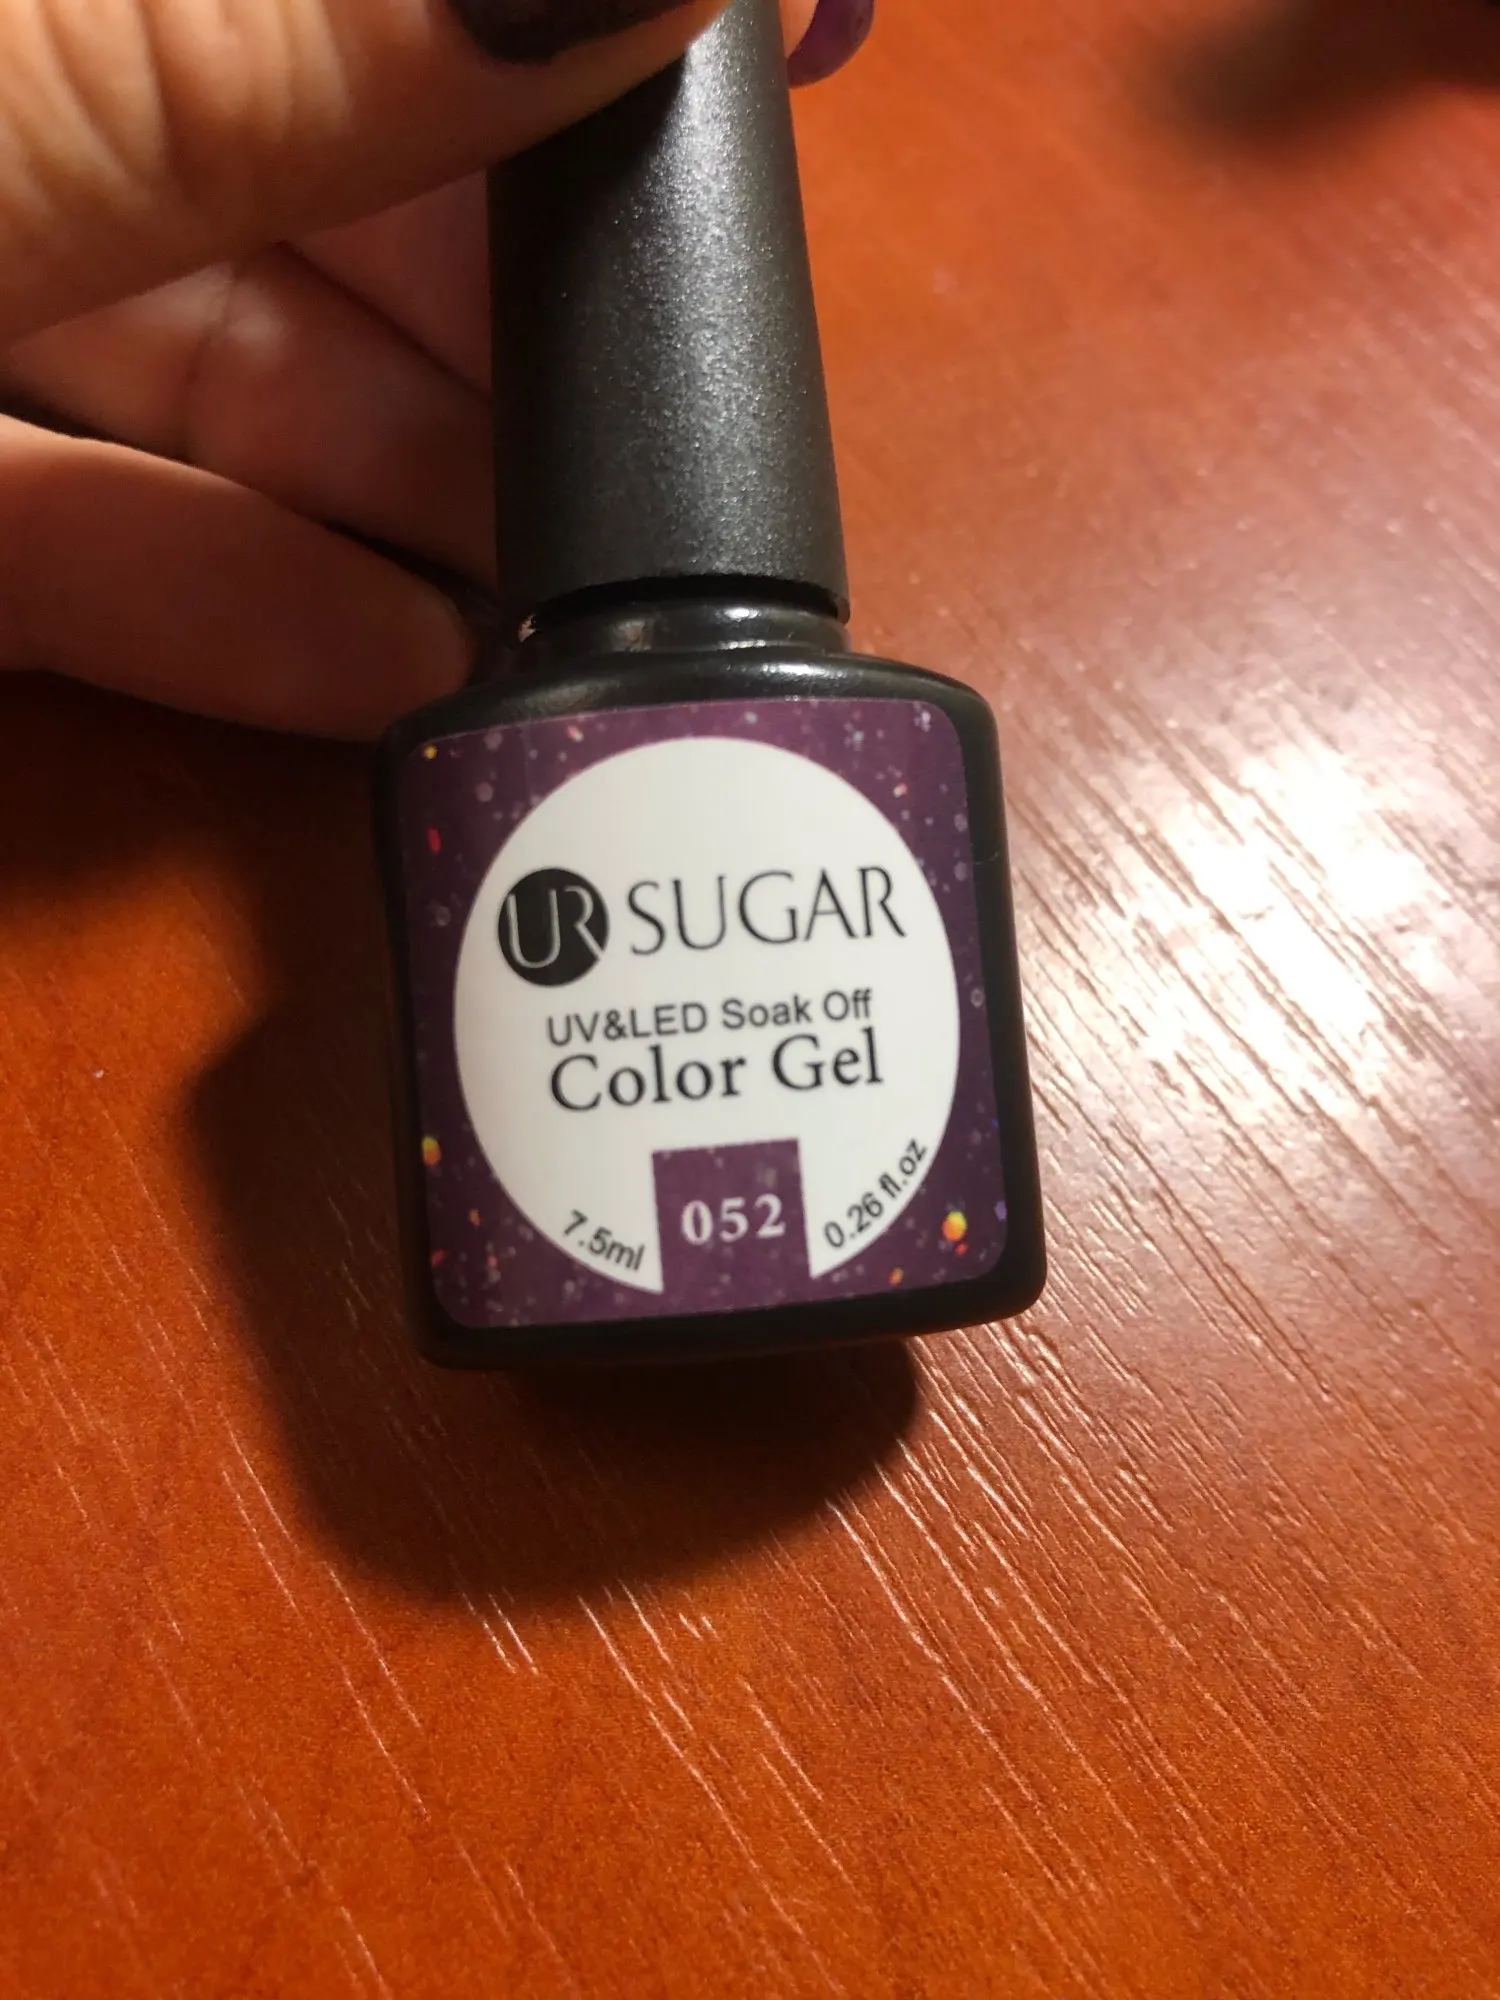 UR SUGAR
UV&LED Soak Off
Color Gel
7.5ml
052
0.26 fl.oz